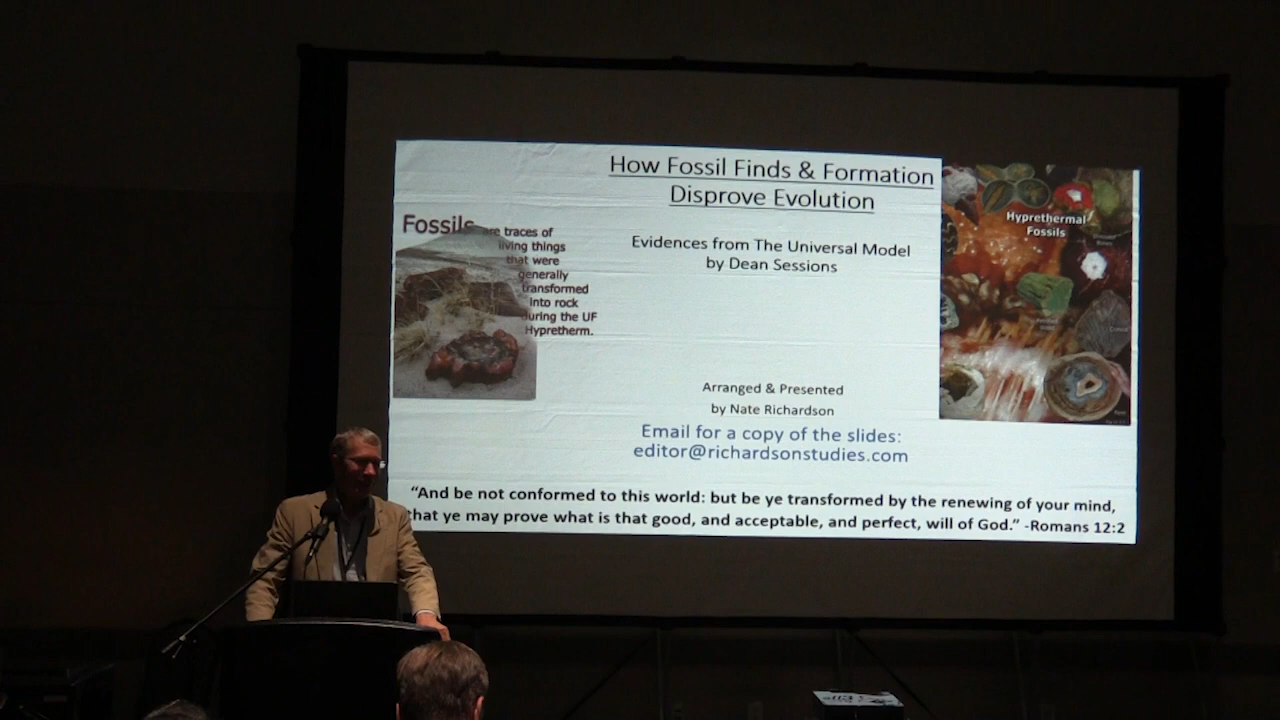 How Fossil Finds & Formation
Disprove Evolution
Fossils are traces of
living things
that were
generally
transformed
into rock
during the UF
Hypretherm.
Evidences from The Universal Model
by Dean Sessions
Hyprethermal
Fossils
Arranged & Presented
by Nate Richardson
Email for a copy of the slides:
editor@richardsonstudies.com
“And be not conformed to this world: but be ye transformed by the renewing of your mind,
that ye may prove what is that good, and acceptable, and perfect, will of God.” -Romans 12:2